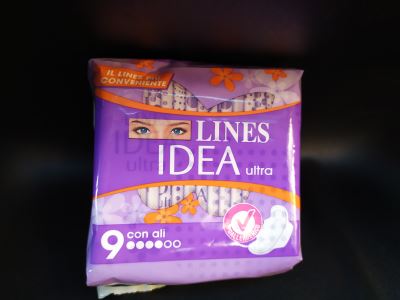 IL LINES PIÙ
CONVENIENTE
LINES
IDEA ultra
9 con ali